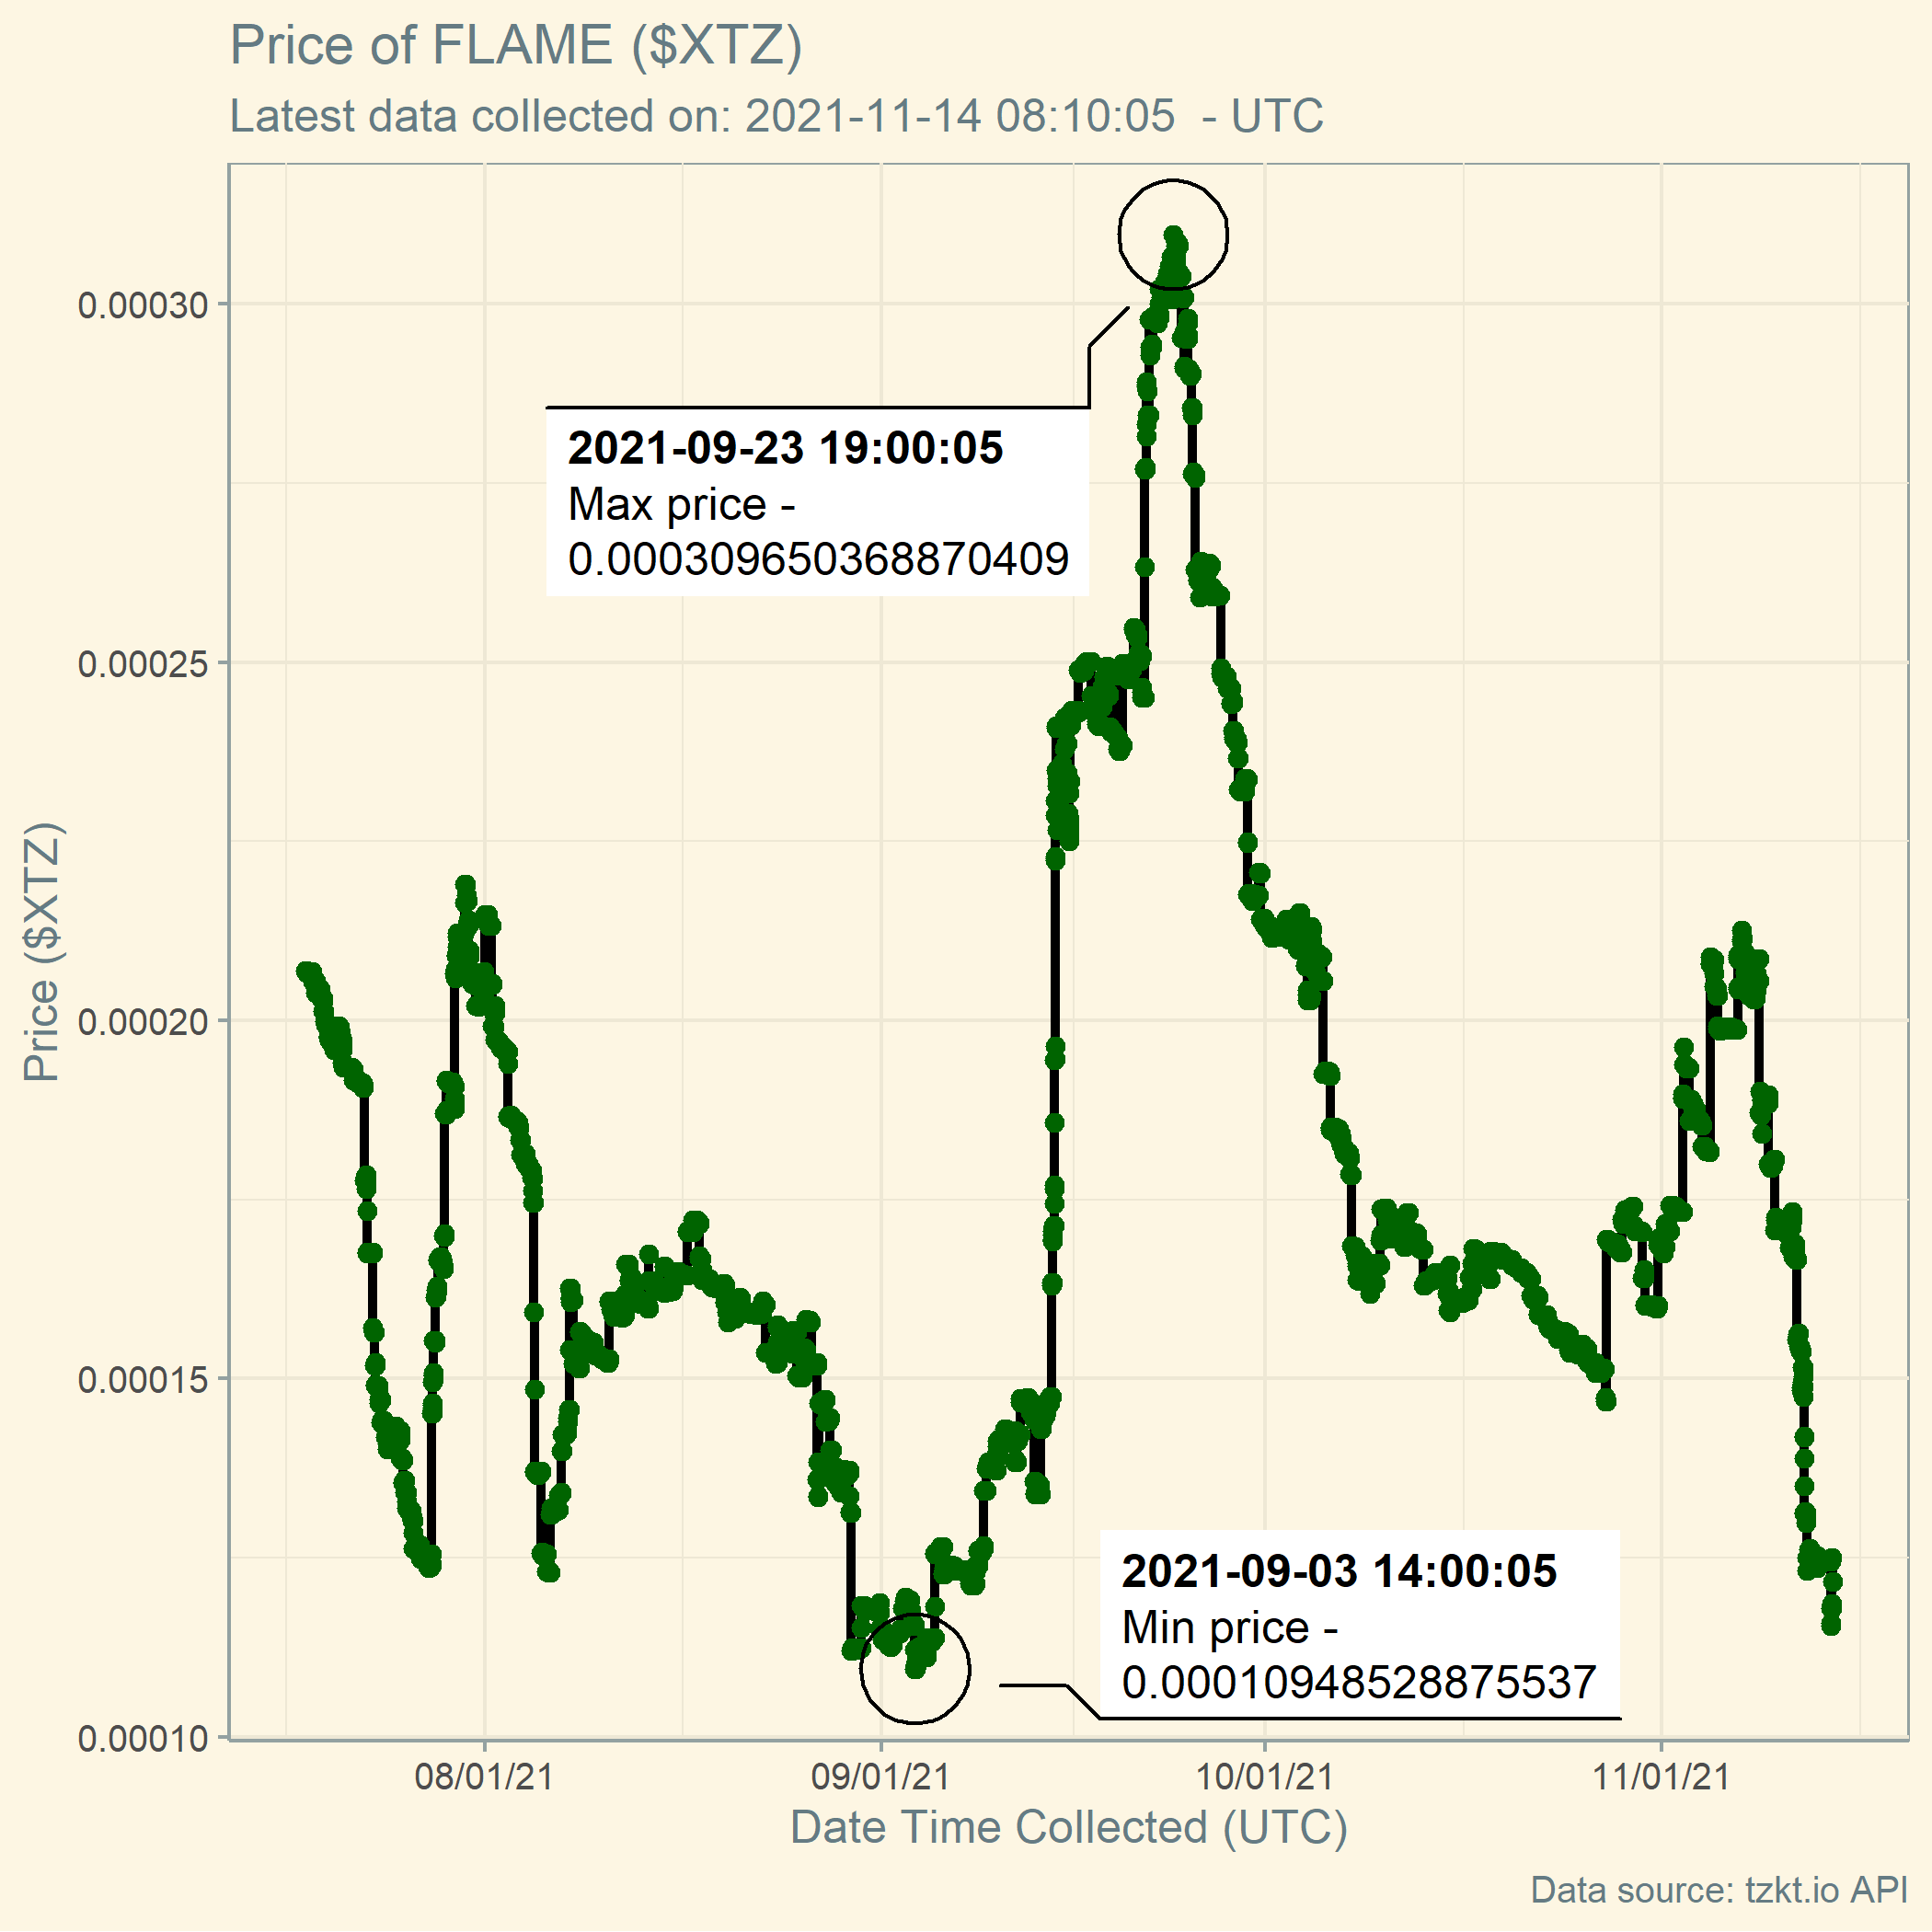 Price of FLAME ($XTZ)
Latest data collected on: 2021-11-14 08:10:05  - UTC
0.00030
0.00025
0.00020
0.00015
0.00010
Price ($XTZ)
2021-09-23 19:00:05
Max price -
0.000309650368870409
2021-09-03 14:00:05
Min price -
0.000109485288755​37
08/01/21
09/01/21
10/01/21
11/01/21
Date Time Collected (UTC)
Data source: tzkt.io API